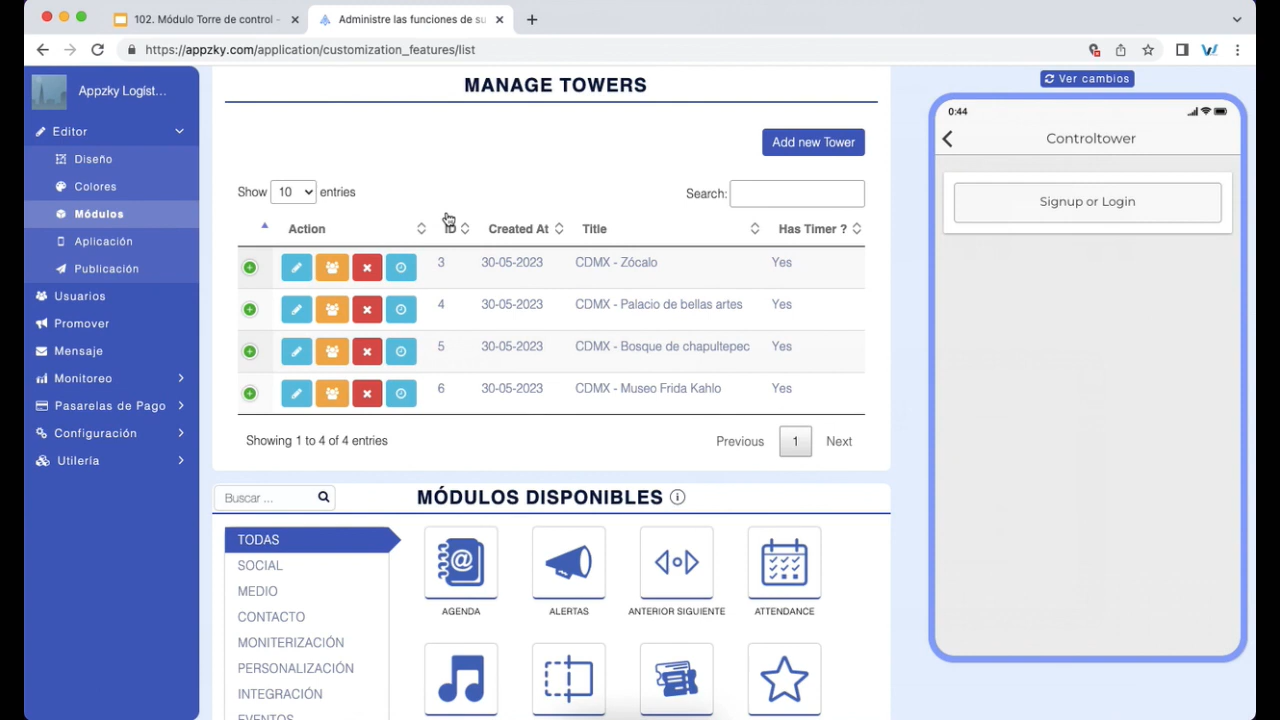 102. Módulo Torre de control -
Administre las funciones de su
https://appzky.com/application/customization_features/list
Appzky Logíst...
Editor
Diseño
Colores
Módulos
Aplicación
Publicación
Usuarios
Promover
Mensaje
Monitoreo
Pasarelas de Pago
Configuración
Utilería
MANAGE TOWERS
Add new Tower
Show 10 entries
Search:
Action ID Created At Title Has Timer ?
3 30-05-2023 CDMX - Zócalo Yes
4 30-05-2023 CDMX - Palacio de bellas artes Yes
5 30-05-2023 CDMX - Bosque de chapultepec Yes
6 30-05-2023 CDMX - Museo Frida Kahlo Yes
Showing 1 to 4 of 4 entries
Previous 1 Next
Buscar ...
MÓDULOS DISPONIBLES
TODAS
SOCIAL
MEDIO
CONTACTO
MONITERIZACIÓN
PERSONALIZACIÓN
INTEGRACIÓN
EVENTOS
AGENDA
ALERTAS
ANTERIOR SIGUIENTE
ATTENDANCE
Ver cambios
0:44
Controltower
Signup or Login